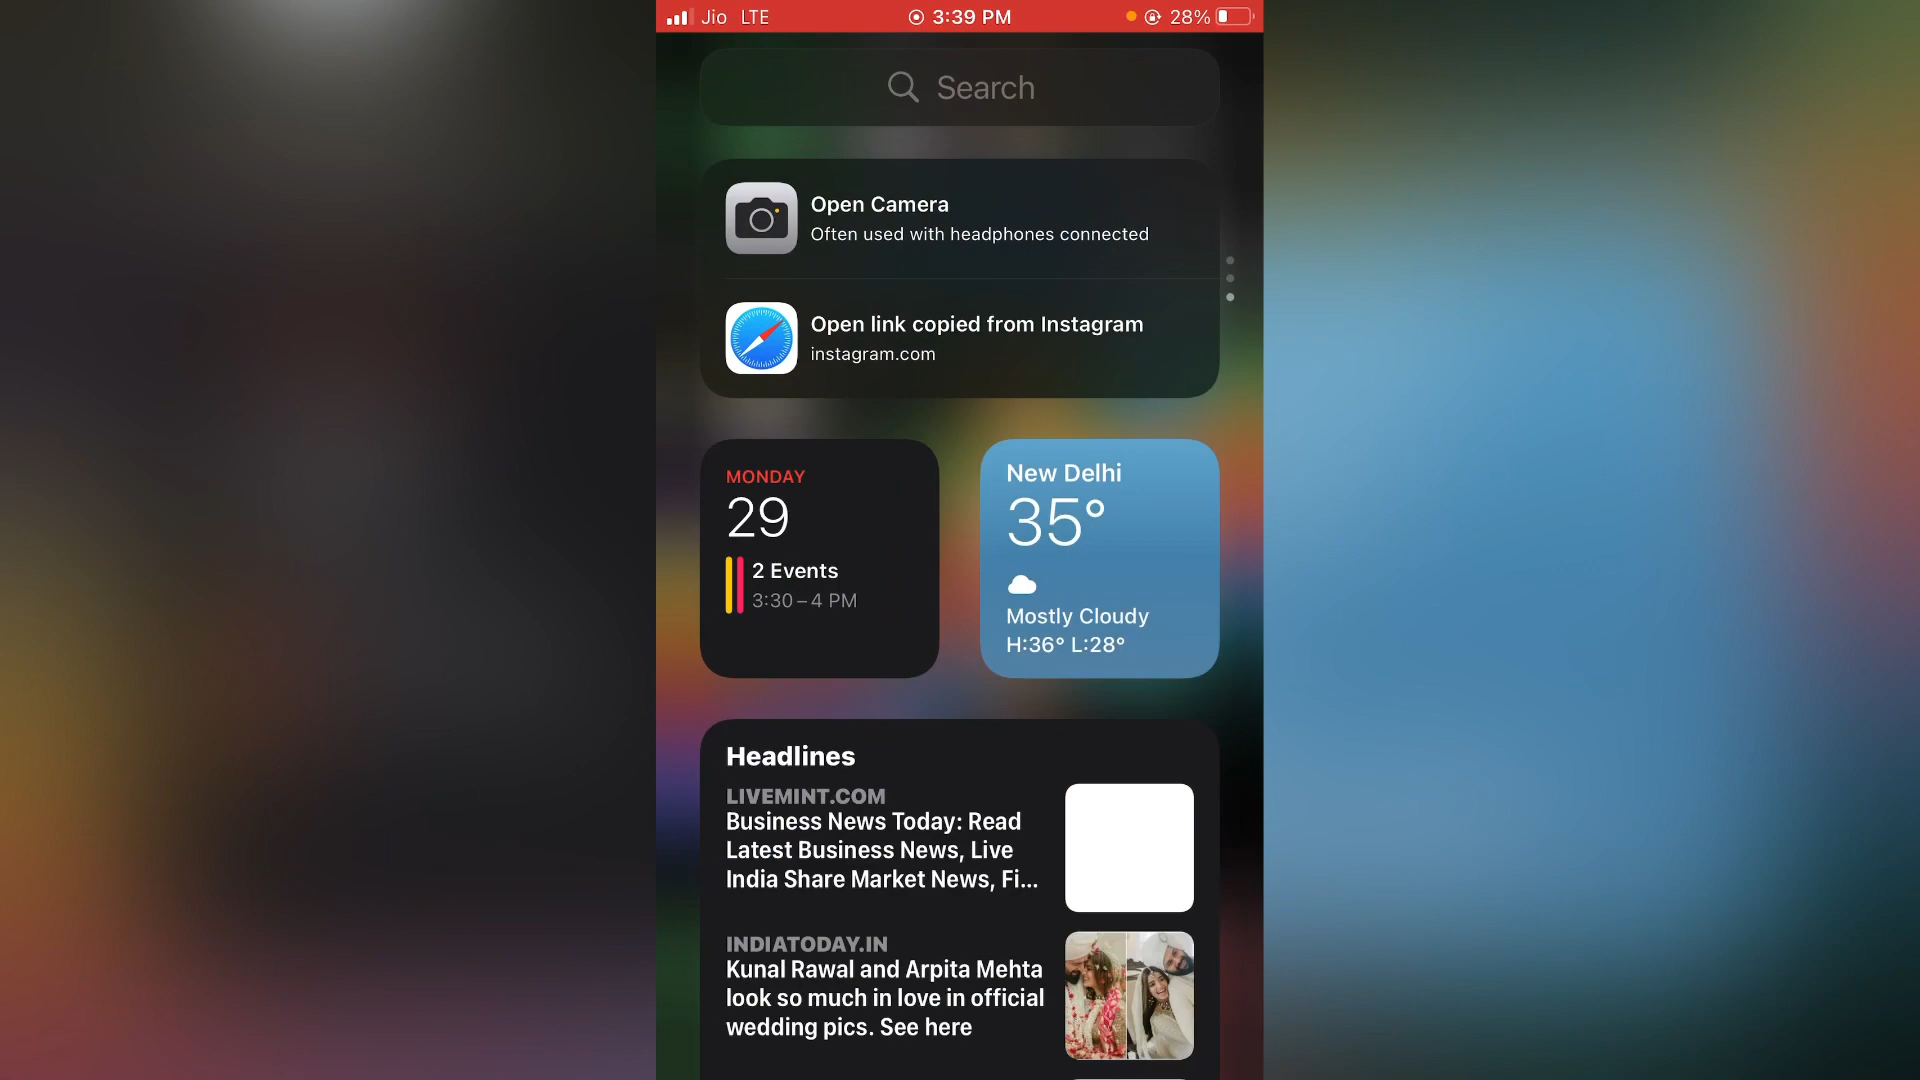 Jio LTE 3:39 PM 28%
Search
Open Camera
Often used with headphones connected
Open link copied from Instagram
instagram.com
MONDAY
29
2 Events
3:30 – 4 PM
New Delhi
35°
Mostly Cloudy
H:36° L:28°
Headlines
LIVEMINT.COM
Business News Today: Read
Latest Business News, Live
India Share Market News, Fi...
INDIATODAY.IN
Kunal Rawal and Arpita Mehta
look so much in love in official
wedding pics. See here